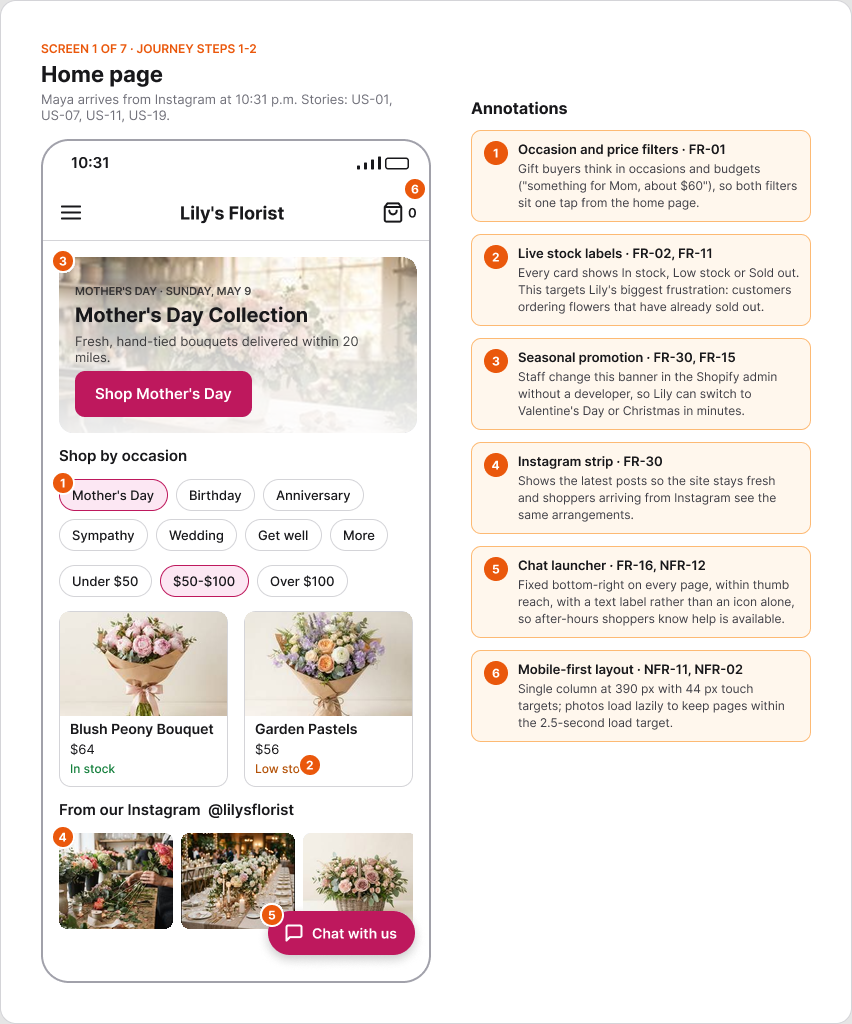 SCREEN 1 OF 7 · JOURNEY STEPS 1-2
Home page
Maya arrives from Instagram at 10:31 p.m. Stories: US-01,
US-07, US-11, US-19.
10:31
6
Lily's Florist
0
3
MOTHER'S DAY · SUNDAY, MAY 9
Mother's Day Collection
Fresh, hand-tied bouquets delivered within 20
miles.
Shop Mother's Day
Shop by occasion
1
Mother's Day
Birthday
Anniversary
Sympathy
Wedding
Get well
More
Under $50
$50-$100
Over $100
Blush Peony Bouquet
$64
In stock
Garden Pastels
$56
Low sto
2
From our Instagram @lilysflorist
4
5
Chat with us
Annotations
1
Occasion and price filters · FR-01
Gift buyers think in occasions and budgets
("something for Mom, about $60"), so both filters
sit one tap from the home page.
2
Live stock labels · FR-02, FR-11
Every card shows In stock, Low stock or Sold out.
This targets Lily's biggest frustration: customers
ordering flowers that have already sold out.
3
Seasonal promotion · FR-30, FR-15
Staff change this banner in the Shopify admin
without a developer, so Lily can switch to
Valentine's Day or Christmas in minutes.
4
Instagram strip · FR-30
Shows the latest posts so the site stays fresh
and shoppers arriving from Instagram see the
same arrangements.
5
Chat launcher · FR-16, NFR-12
Fixed bottom-right on every page, within thumb
reach, with a text label rather than an icon alone,
so after-hours shoppers know help is available.
6
Mobile-first layout · NFR-11, NFR-02
Single column at 390 px with 44 px touch
targets; photos load lazily to keep pages within
the 2.5-second load target.